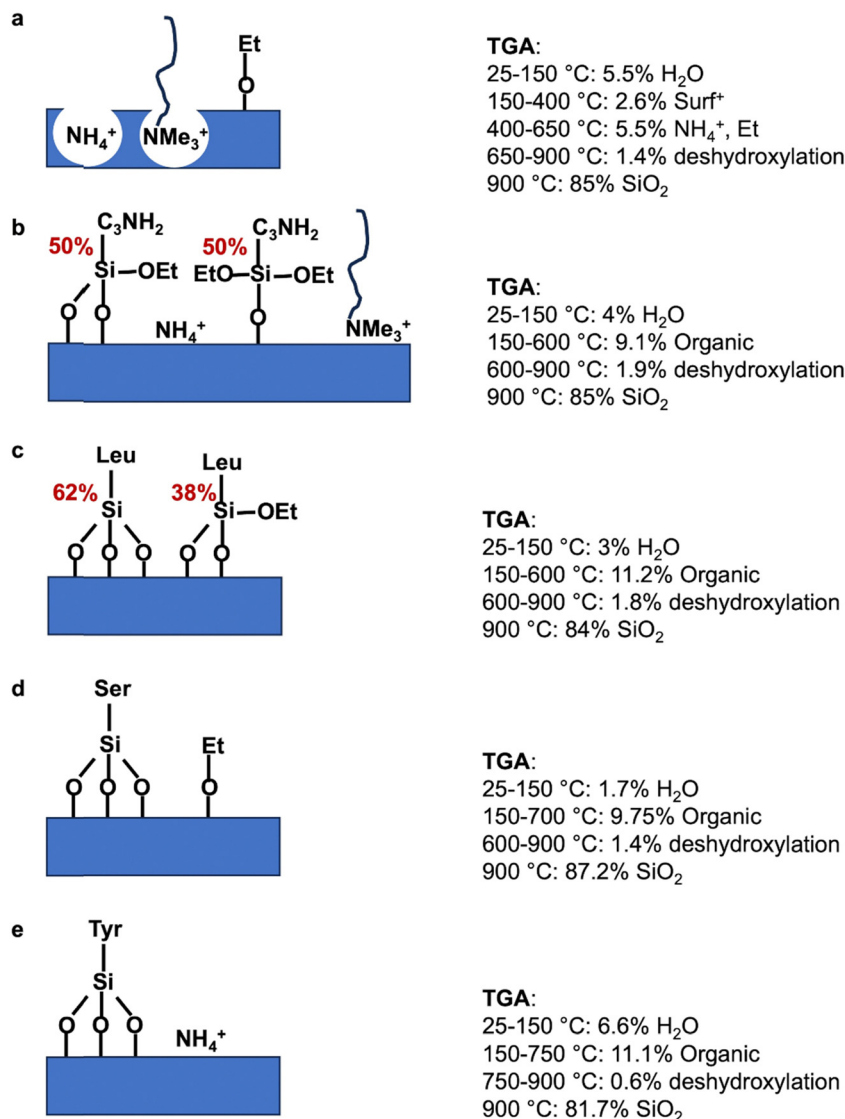 a
Et
O
NH₄⁺
NMe₃⁺
TGA:
25-150 °C: 5.5% H₂O
150-400 °C: 2.6% Surf⁺
400-650 °C: 5.5% NH₄⁺, Et
650-900 °C: 1.4% deshydroxylation
900 °C: 85% SiO₂
b
C₃NH₂
50%
Si
OEt
O
O
NH₄⁺
C₃NH₂
50%
EtO
Si
OEt
O
NMe₃⁺
TGA:
25-150 °C: 4% H₂O
150-600 °C: 9.1% Organic
600-900 °C: 1.9% deshydroxylation
900 °C: 85% SiO₂
c
Leu
62%
Si
O
O
O
Leu
38%
Si
OEt
O
O
TGA:
25-150 °C: 3% H₂O
150-600 °C: 11.2% Organic
600-900 °C: 1.8% deshydroxylation
900 °C: 84% SiO₂
d
Ser
Si
O
O
O
Et
O
TGA:
25-150 °C: 1.7% H₂O
150-700 °C: 9.75% Organic
600-900 °C: 1.4% deshydroxylation
900 °C: 87.2% SiO₂
e
Tyr
Si
O
O
O
NH₄⁺
TGA:
25-150 °C: 6.6% H₂O
150-750 °C: 11.1% Organic
750-900 °C: 0.6% deshydroxylation
900 °C: 81.7% SiO₂